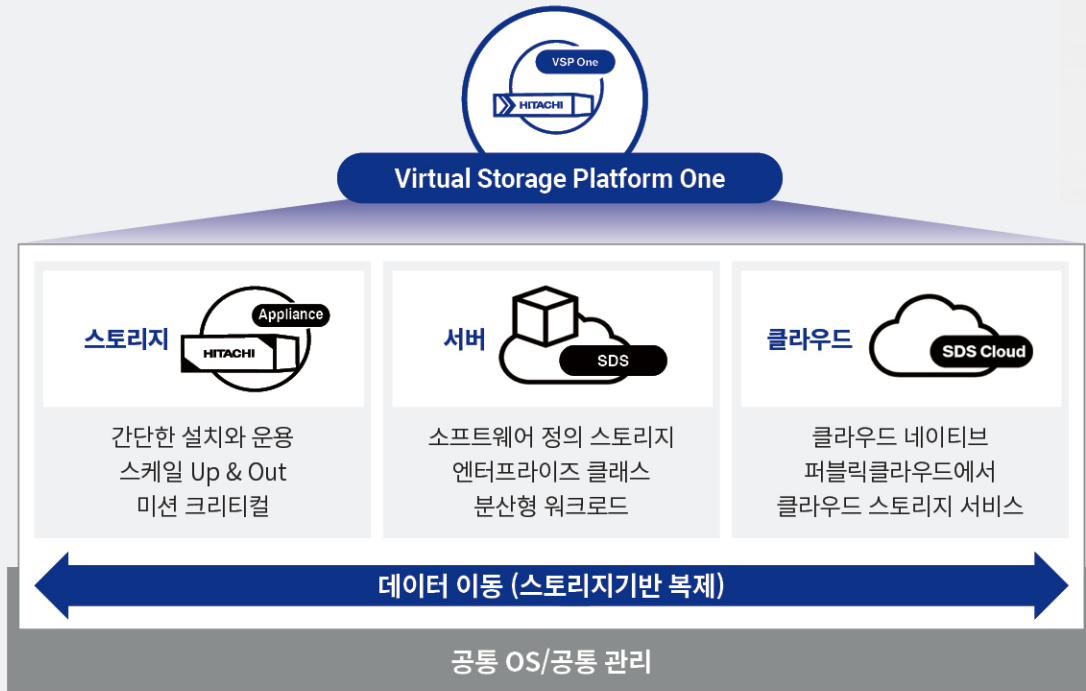 VSP One
HITACHI
Virtual Storage Platform One
스토리지
Appliance
HITACHI
간단한 설치와 운용
스케일 Up & Out
미션 크리티컬
서버
SDS
소프트웨어 정의 스토리지
엔터프라이즈 클래스
분산형 워크로드
클라우드
SDS Cloud
클라우드 네이티브
퍼블릭클라우드에서
클라우드 스토리지 서비스
데이터 이동 (스토리지기반 복제)
공통 OS/공통 관리